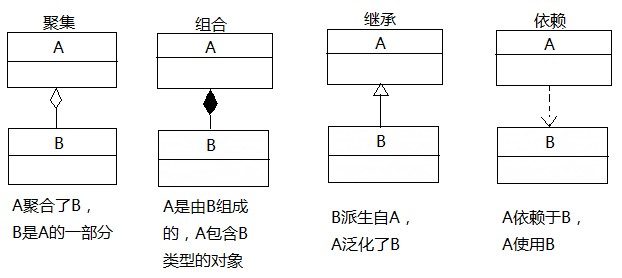 聚集
A
B
A聚合了B，
B是A的一部分
组合
A
B
A是由B组成
的，A包含B
类型的对象
继承
A
B
B派生自A，
A泛化了B
依赖
A
B
A依赖于B，
A使用B